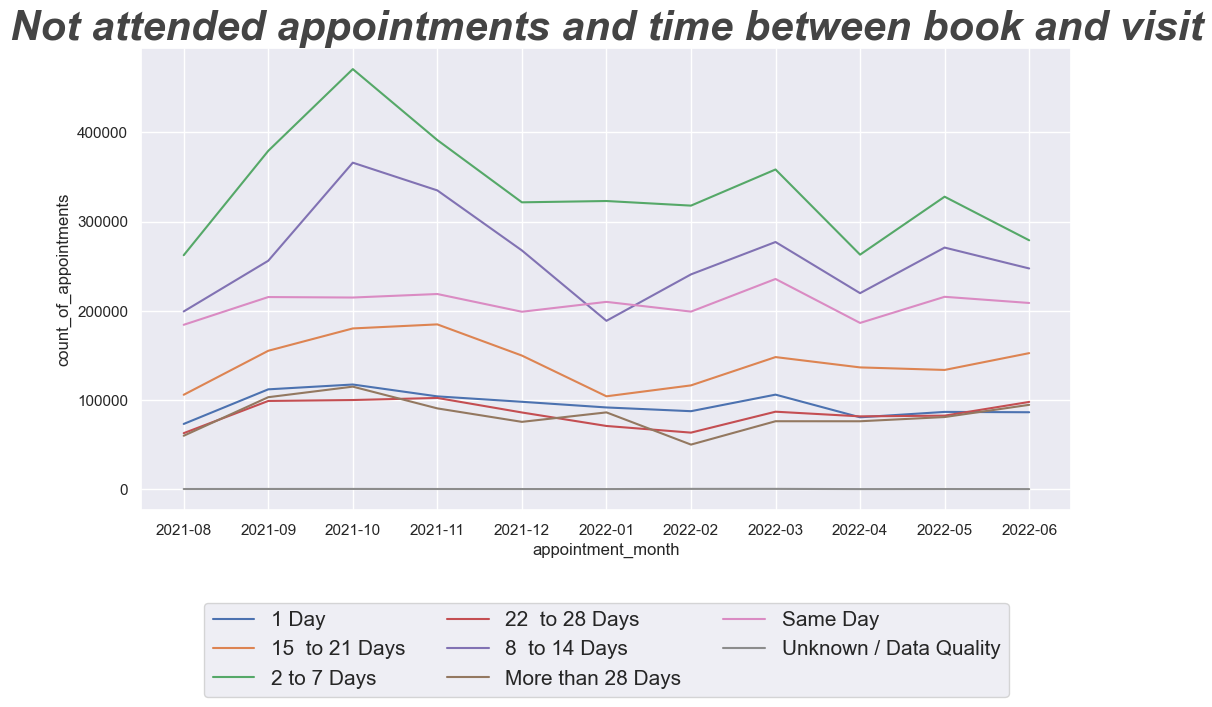 Not attended appointments and time between book and visit
count_of_appointments
400000
300000
200000
100000
0
2021-08 2021-09 2021-10 2021-11 2021-12 2022-01 2022-02 2022-03 2022-04 2022-05 2022-06
appointment_month
1 Day
15  to 21 Days
2 to 7 Days
22  to 28 Days
8  to 14 Days
More than 28 Days
Same Day
Unknown / Data Quality